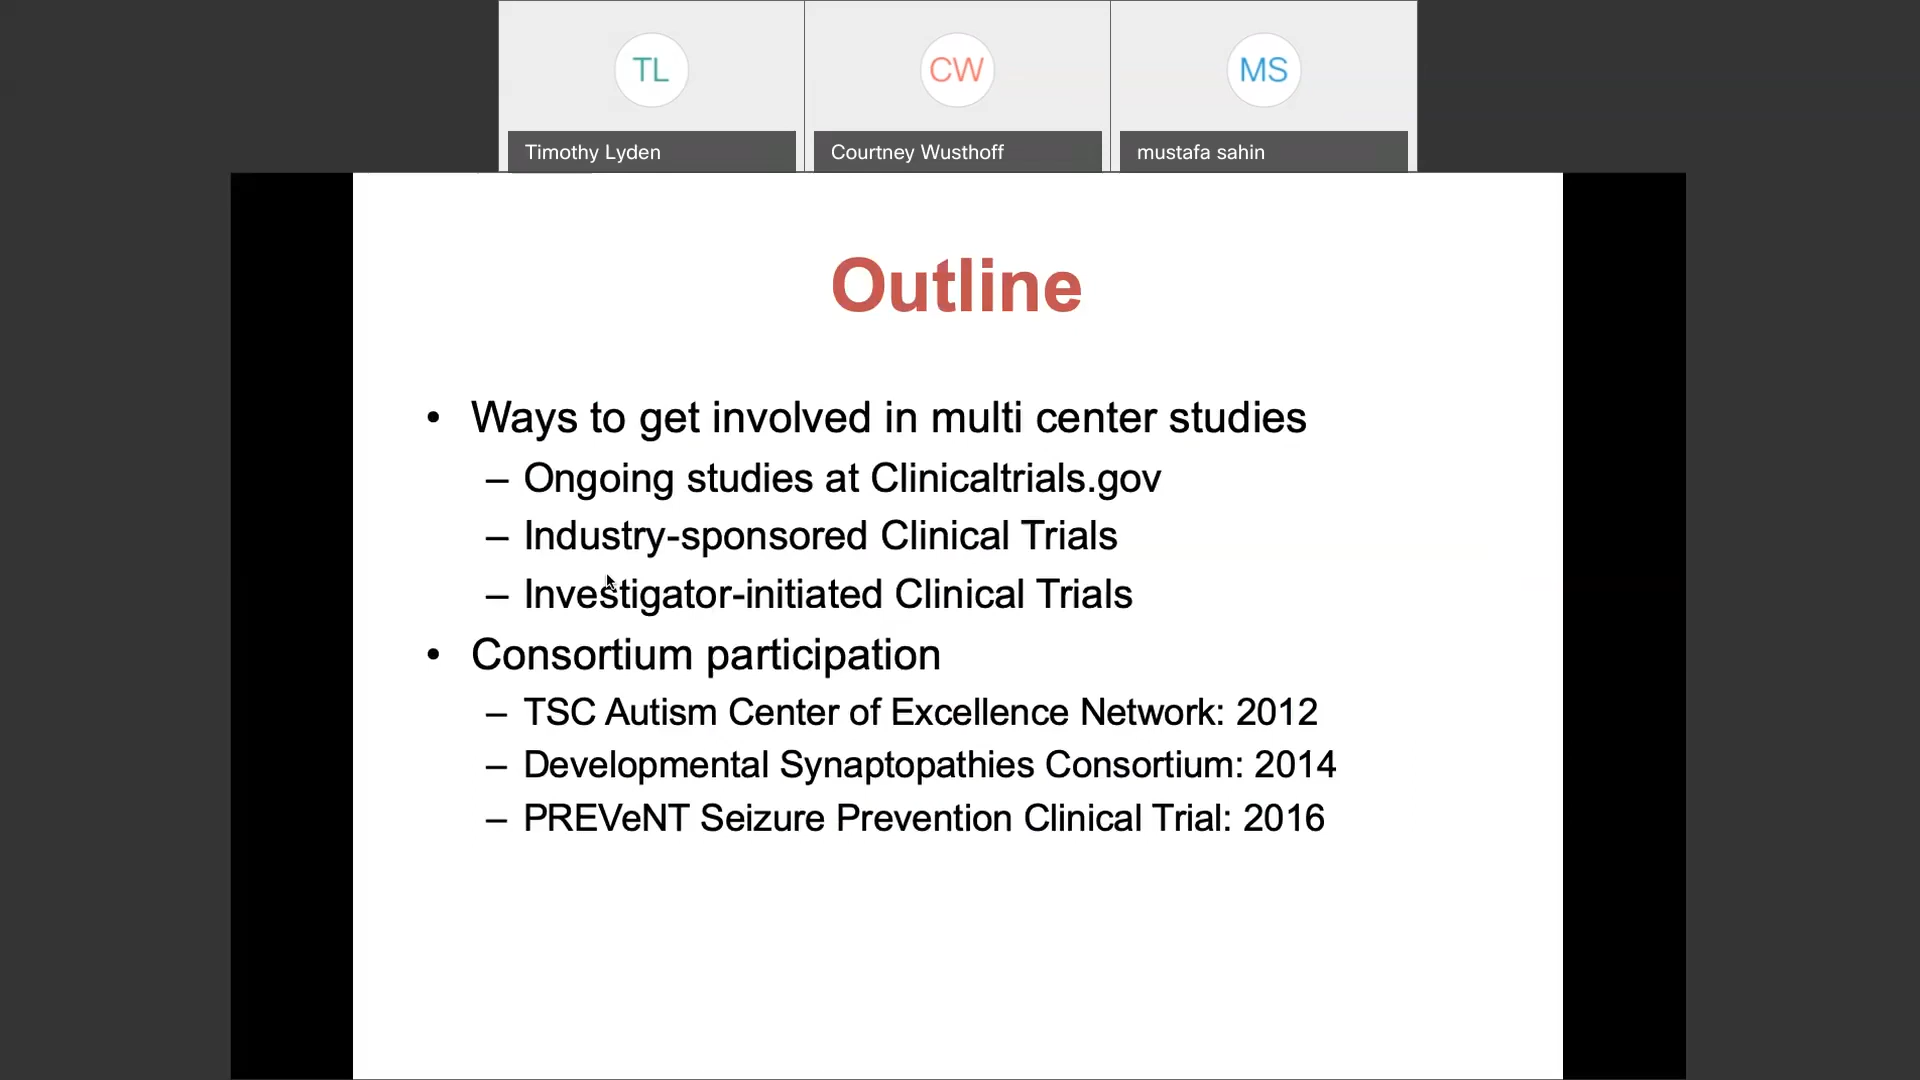 TL
CW
MS
Timothy Lyden
Courtney Wusthoff
mustafa sahin
Outline
• Ways to get involved in multi center studies
– Ongoing studies at Clinicaltrials.gov
– Industry-sponsored Clinical Trials
– Investigator-initiated Clinical Trials
• Consortium participation
– TSC Autism Center of Excellence Network: 2012
– Developmental Synaptopathies Consortium: 2014
– PREVeNT Seizure Prevention Clinical Trial: 2016